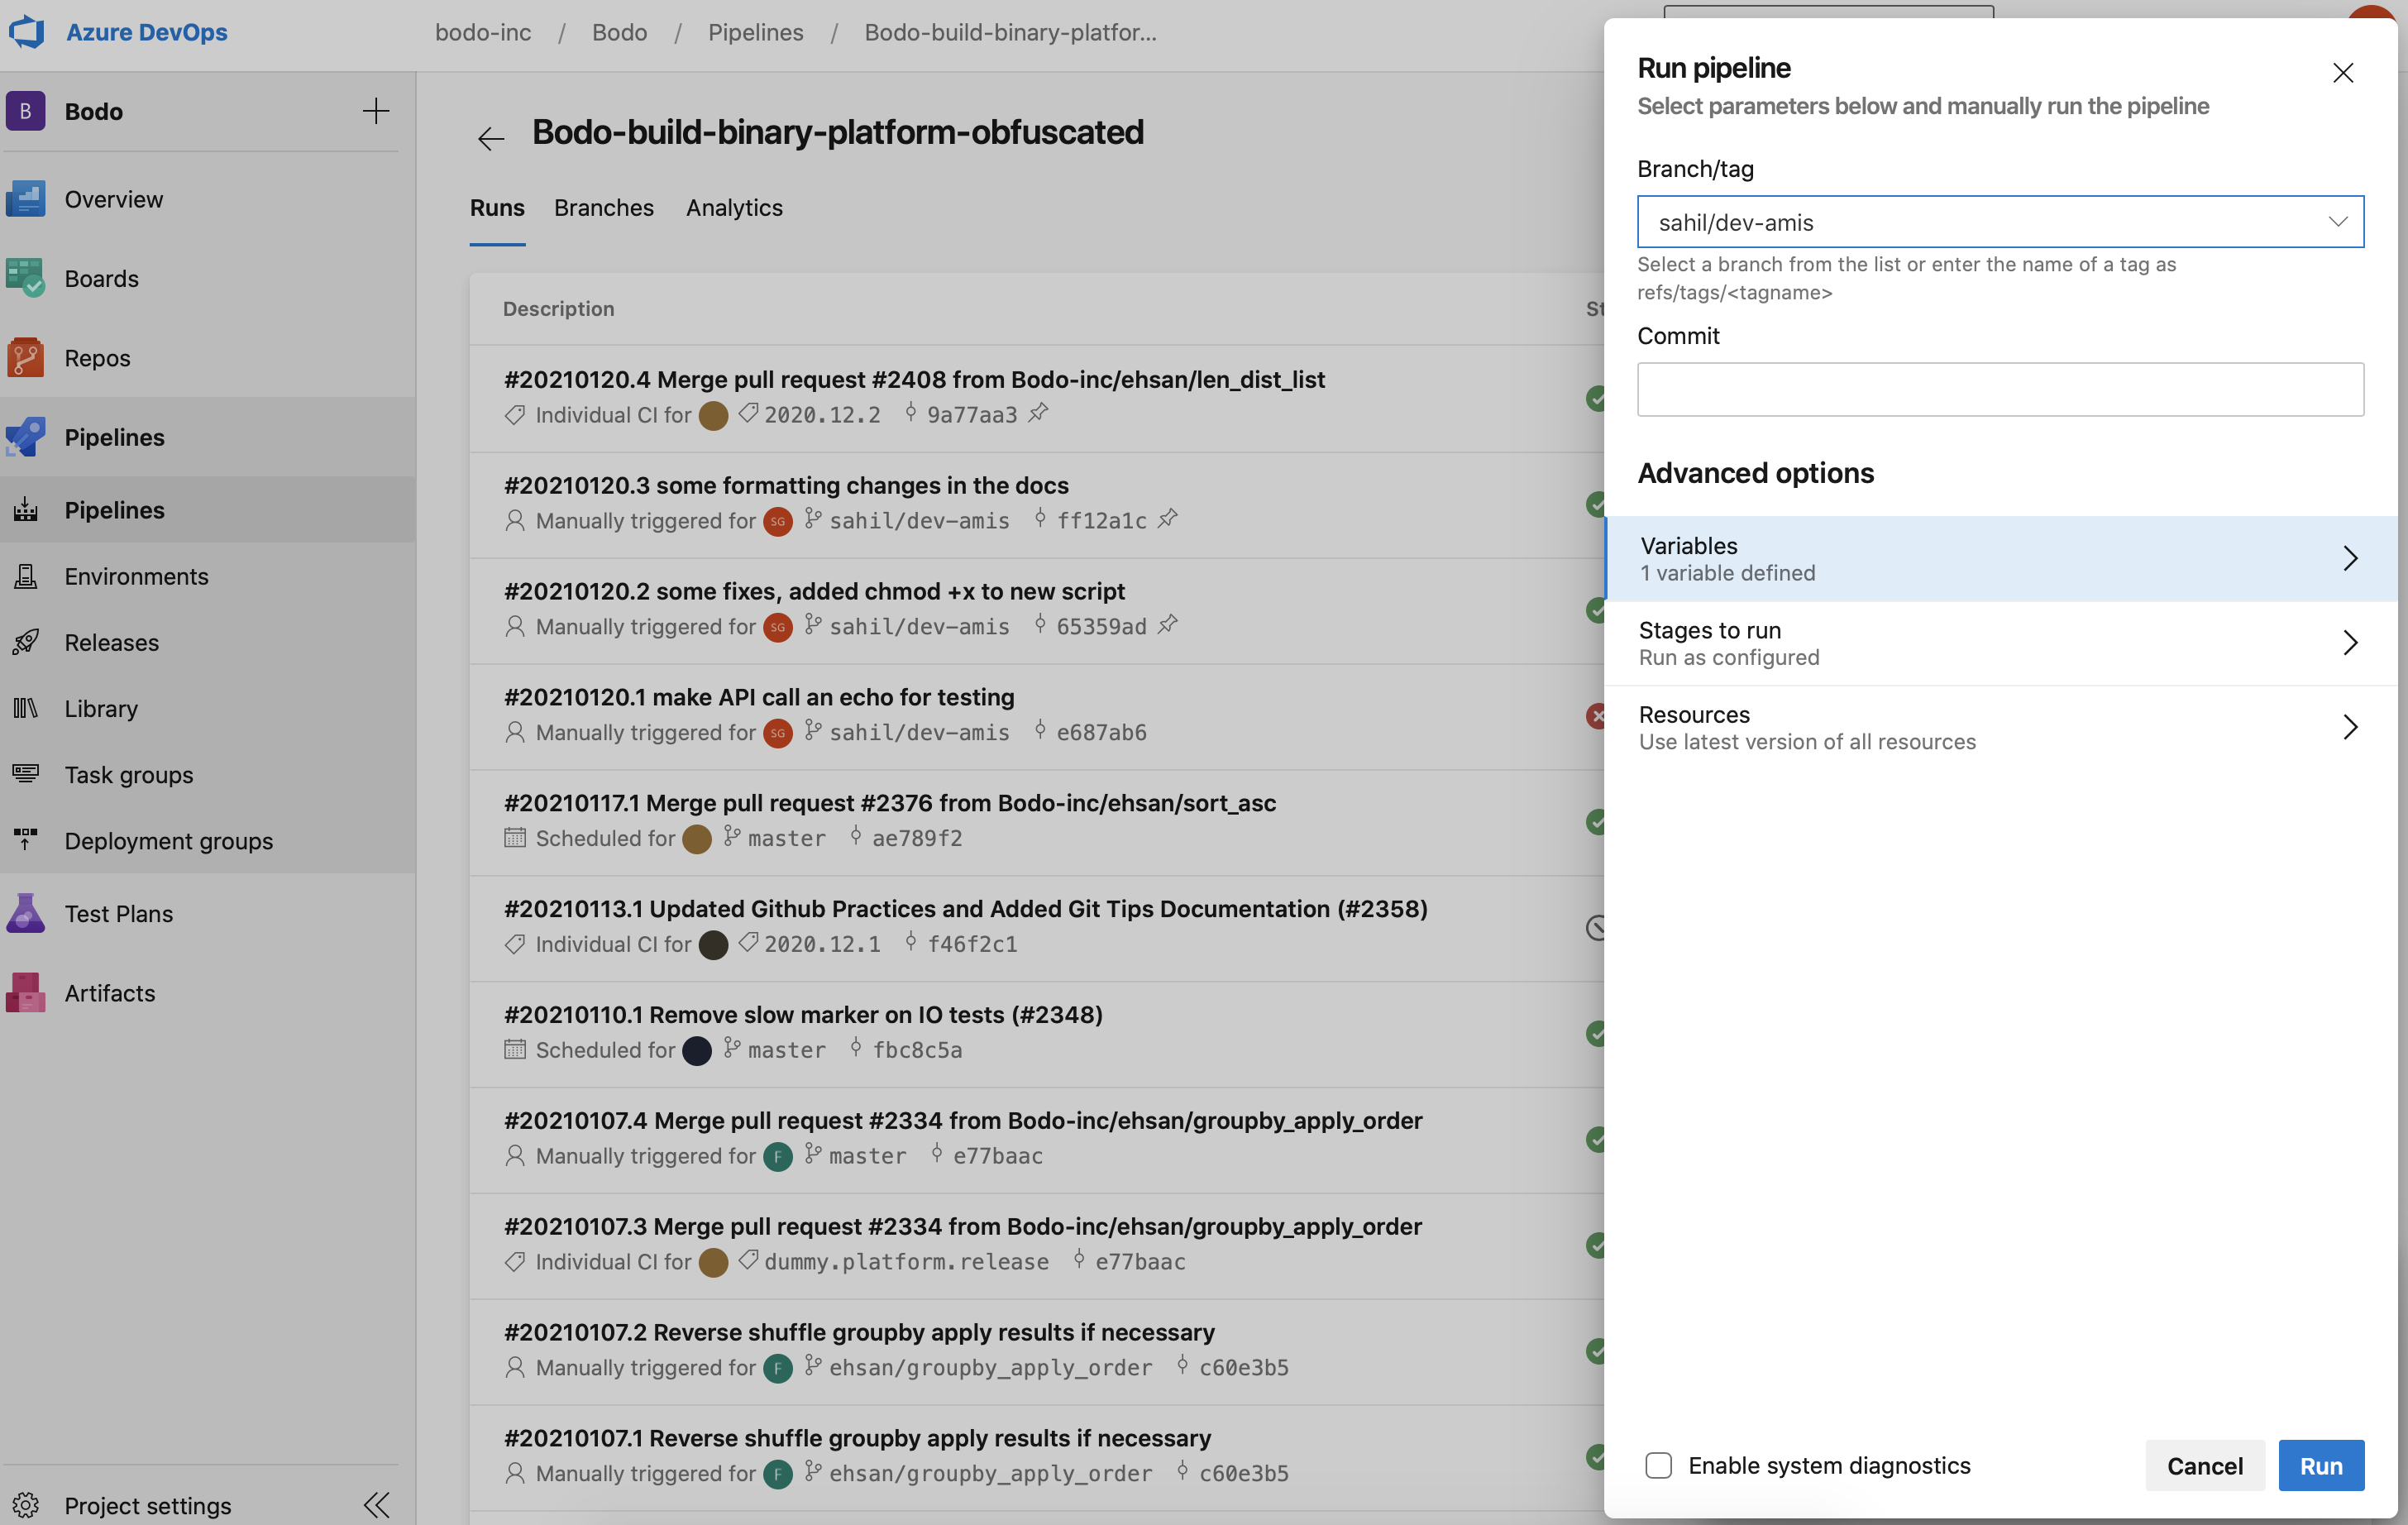 Azure DevOps
bodo-inc / Bodo / Pipelines / Bodo-build-binary-platfor...
B Bodo
Overview
Boards
Repos
Pipelines
Pipelines
Environments
Releases
Library
Task groups
Deployment groups
Test Plans
Artifacts
Project settings
Bodo-build-binary-platform-obfuscated
Runs Branches Analytics
Description
#20210120.4 Merge pull request #2408 from Bodo-inc/ehsan/len_dist_list
Individual CI for 2020.12.2 9a77aa3
#20210120.3 some formatting changes in the docs
Manually triggered for SG sahil/dev-amis ff12a1c
#20210120.2 some fixes, added chmod +x to new script
Manually triggered for SG sahil/dev-amis 65359ad
#20210120.1 make API call an echo for testing
Manually triggered for SG sahil/dev-amis e687ab6
#20210117.1 Merge pull request #2376 from Bodo-inc/ehsan/sort_asc
Scheduled for master ae789f2
#20210113.1 Updated Github Practices and Added Git Tips Documentation (#2358)
Individual CI for 2020.12.1 f46f2c1
#20210110.1 Remove slow marker on IO tests (#2348)
Scheduled for master fbc8c5a
#20210107.4 Merge pull request #2334 from Bodo-inc/ehsan/groupby_apply_order
Manually triggered for F master e77baac
#20210107.3 Merge pull request #2334 from Bodo-inc/ehsan/groupby_apply_order
Individual CI for dummy.platform.release e77baac
#20210107.2 Reverse shuffle groupby apply results if necessary
Manually triggered for F ehsan/groupby_apply_order c60e3b5
#20210107.1 Reverse shuffle groupby apply results if necessary
Manually triggered for F ehsan/groupby_apply_order c60e3b5
Run pipeline
Select parameters below and manually run the pipeline
Branch/tag
sahil/dev-amis
Select a branch from the list or enter the name of a tag as
refs/tags/<tagname>
Commit
Advanced options
Variables
1 variable defined
Stages to run
Run as configured
Resources
Use latest version of all resources
Enable system diagnostics
Cancel
Run